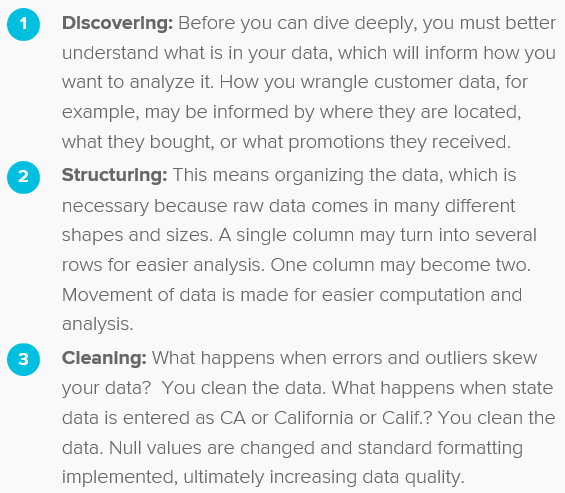 1 Discovering: Before you can dive deeply, you must better
understand what is in your data, which will inform how you
want to analyze it. How you wrangle customer data, for
example, may be informed by where they are located,
what they bought, or what promotions they received.
2 Structuring: This means organizing the data, which is
necessary because raw data comes in many different
shapes and sizes. A single column may turn into several
rows for easier analysis. One column may become two.
Movement of data is made for easier computation and
analysis.
3 Cleaning: What happens when errors and outliers skew
your data?  You clean the data. What happens when state
data is entered as CA or California or Calif.? You clean the
data. Null values are changed and standard formatting
implemented, ultimately increasing data quality.